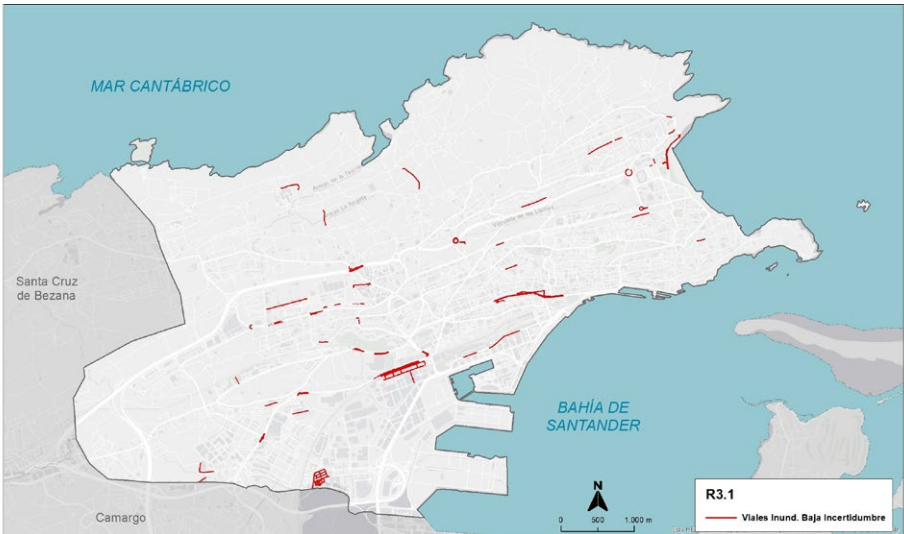 MAR CANTÁBRICO
Santa Cruz
de Bezana
BAHÍA DE
SANTANDER
Camargo
N
0 500 1.000 m
R3.1
Viales Inund. Baja Incertidumbre